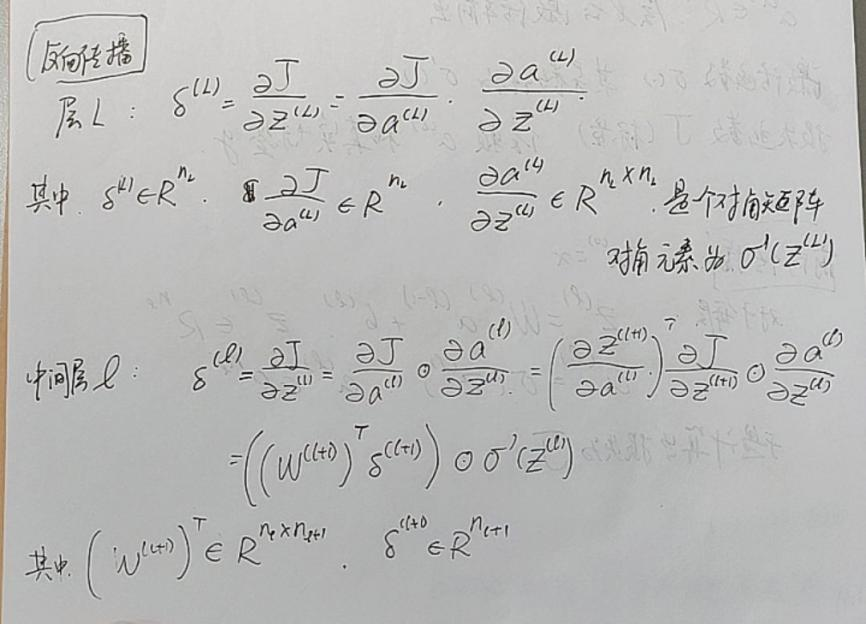 反向传播
层L: δ^(L) = ∂J/∂z^(L) = ∂J/∂a^(L) · ∂a^(L)/∂z^(L).
其中. δ^(L) ∈ R^{n_L}. ∂J/∂a^(L) ∈ R^{n_L}. ∂a^(L)/∂z^(L) ∈ R^{n_L×n_L}. 是个对角矩阵
对角元素为 σ'(z^(L))
中间层 l: δ^(l) = ∂J/∂z^(l) = ∂J/∂a^(l) ⊙ ∂a^(l)/∂z^(l). = (∂z^(l+1)/∂a^(l).)^T ∂J/∂z^(l+1) ⊙ ∂a^(l)/∂z^(l)
= ((W^(l+1))^T δ^(l+1)) ⊙ σ'(z^(l))
其中. (W^(l+1))^T ∈ R^{n_l×n_{l+1}}. δ^(l+1) ∈ R^{n_{l+1}}